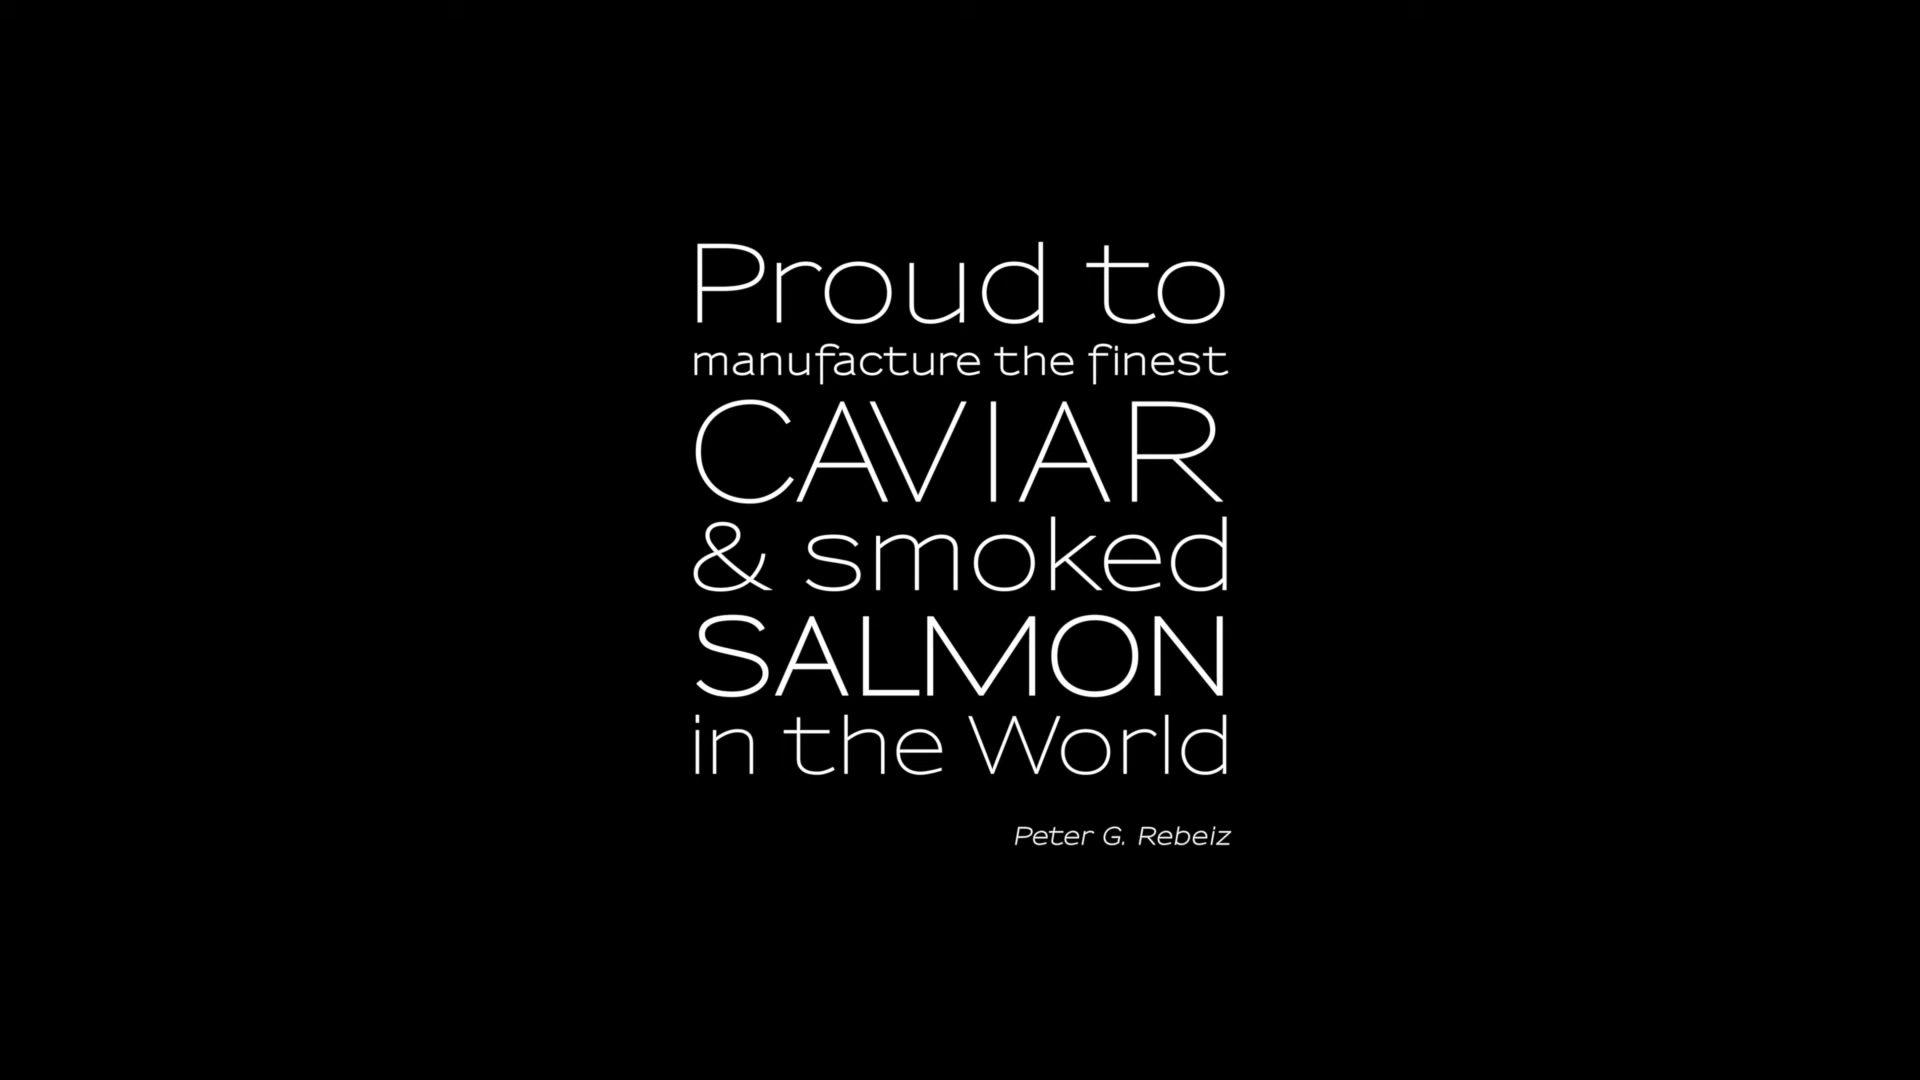 Proud to
manufacture the finest
CAVIAR
& smoked
SALMON
in the World
Peter G. Rebeiz